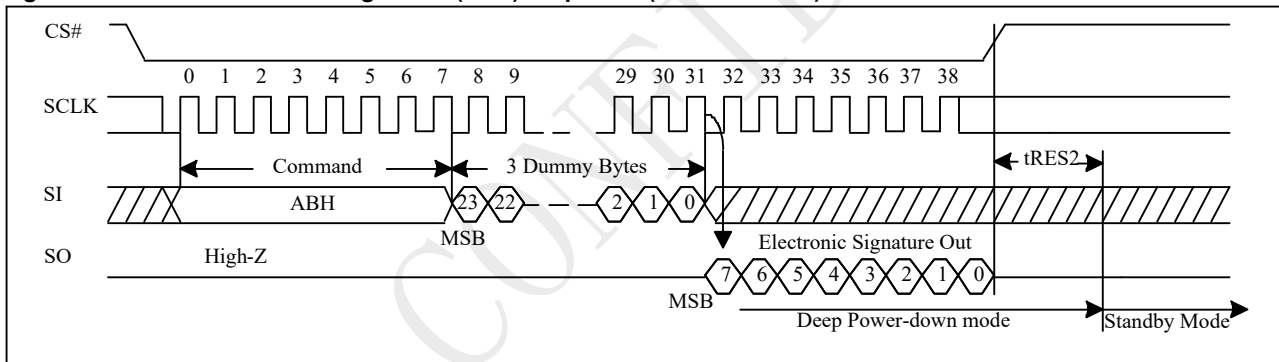 CS#
0 1 2 3 4 5 6 7 8 9 29 30 31 32 33 34 35 36 37 38
SCLK
Command 3 Dummy Bytes tRES2
SI ABH 23 22 2 1 0
MSB
SO High-Z Electronic Signature Out
7 6 5 4 3 2 1 0
MSB
Deep Power-down mode Standby Mode